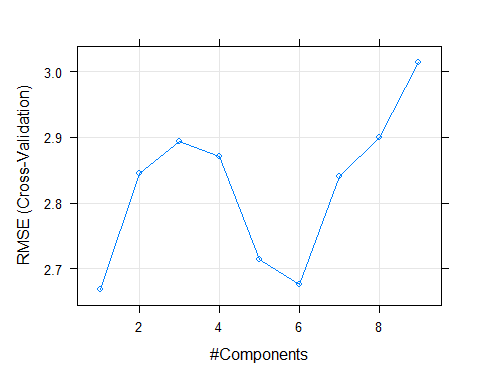 3.0
2.9
2.8
2.7
RMSE (Cross-Validation)
2 4 6 8
#Components